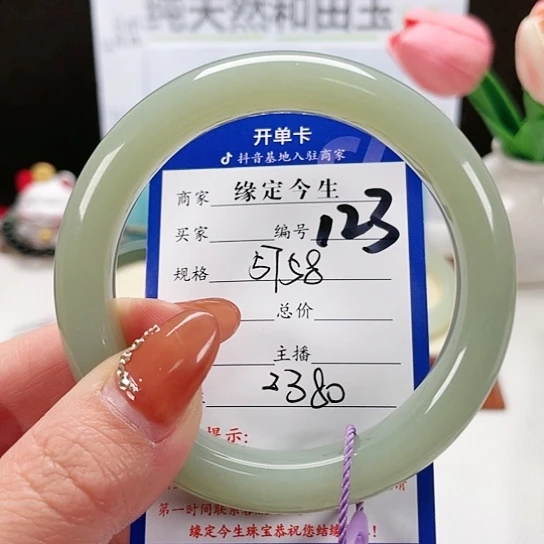 纯天然和田玉
开单卡
抖音基地入驻商家
商家 缘定今生
买家 编号 123
规格 57/58
总价
主播
2380
提示:
第一时间联系客
缘定今生珠宝恭祝您结缘